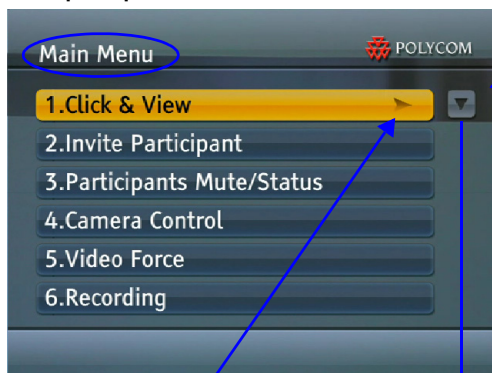 Main Menu
POLYCOM
1.Click & View
2.Invite Participant
3.Participants Mute/Status
4.Camera Control
5.Video Force
6.Recording